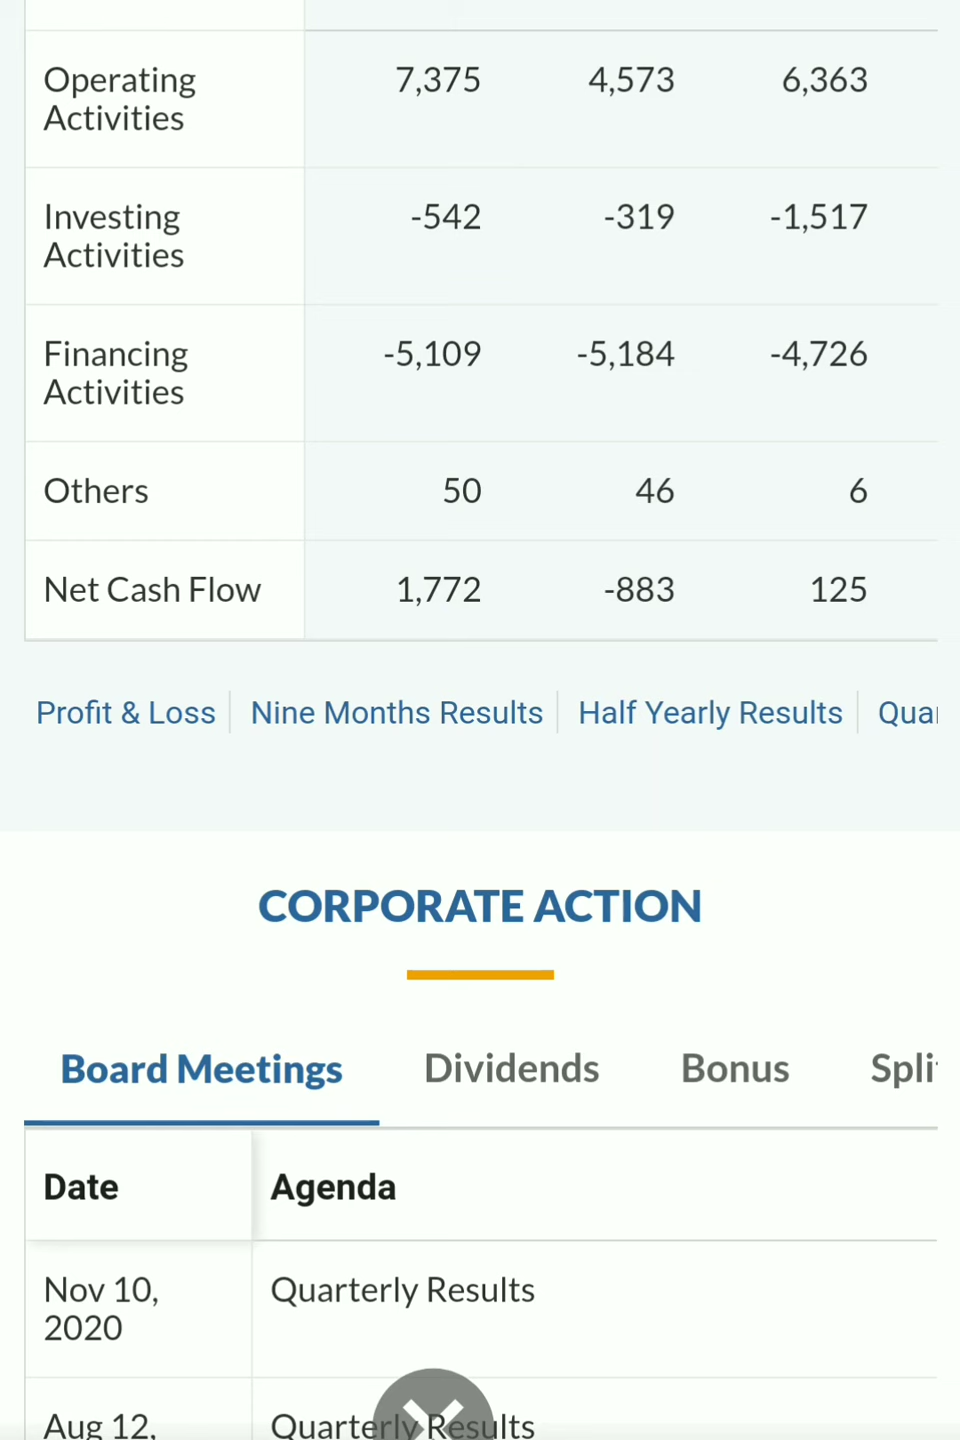 Operating Activities 7,375 4,573 6,363
Investing Activities -542 -319 -1,517
Financing Activities -5,109 -5,184 -4,726
Others 50 46 6
Net Cash Flow 1,772 -883 125
Profit & Loss Nine Months Results Half Yearly Results
CORPORATE ACTION
Board Meetings Dividends Bonus
Date Agenda
Nov 10, 2020 Quarterly Results
Aug 12, Quarterly Results